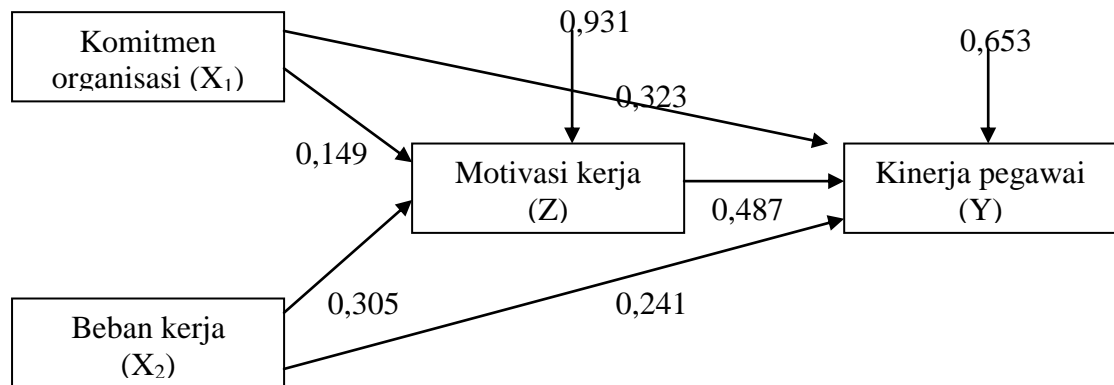 Komitmen
organisasi (X₁)
0,931
0,653
0,323
0,149
Motivasi kerja
(Z)
0,487
Kinerja pegawai
(Y)
0,305
0,241
Beban kerja
(X₂)